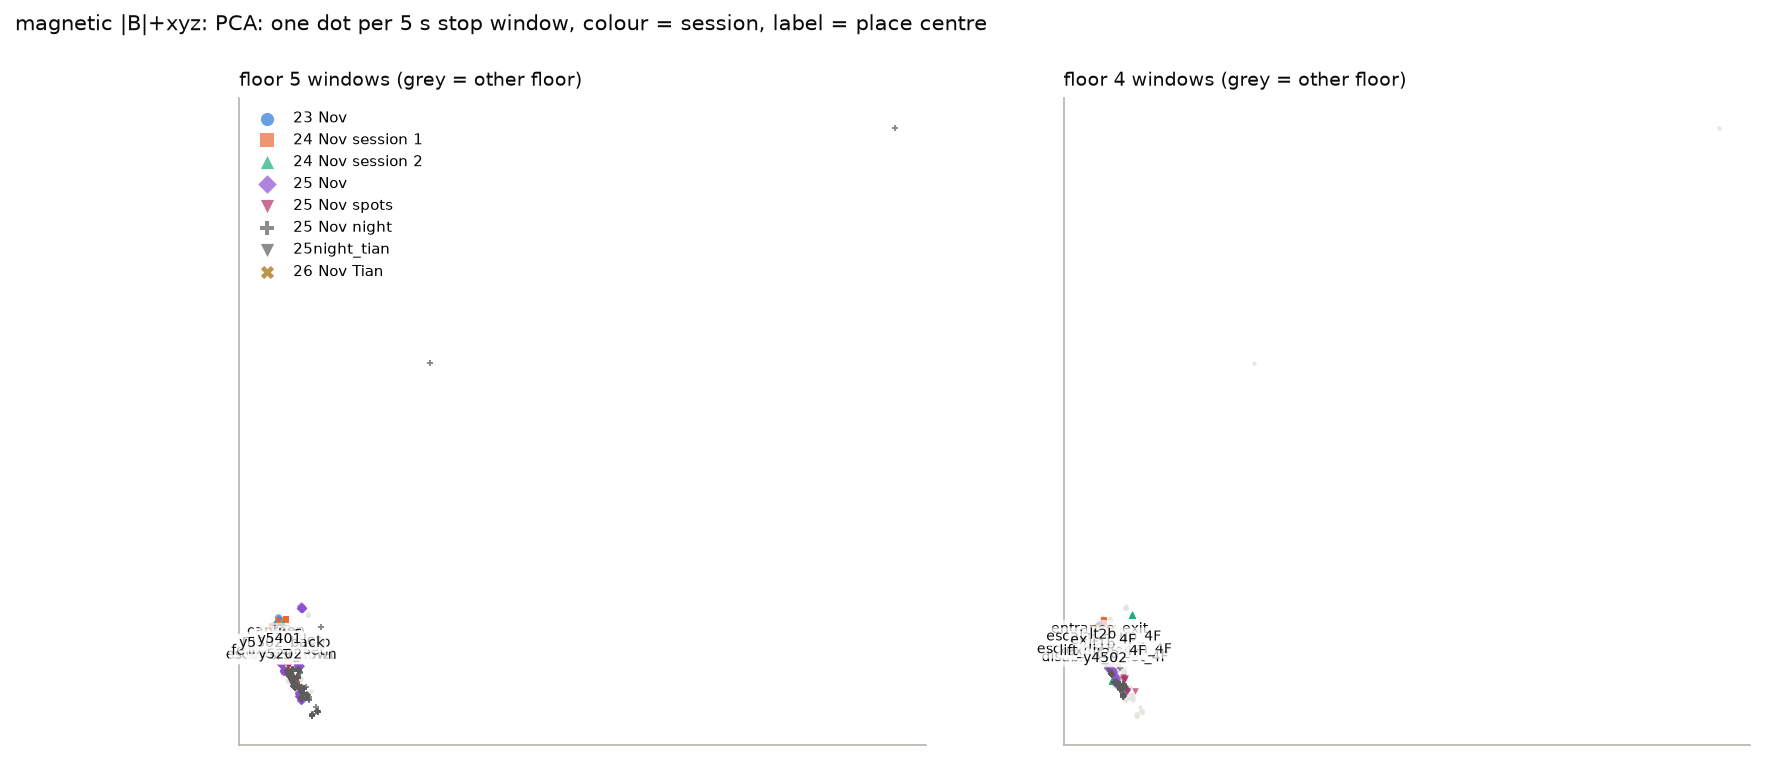 magnetic |B|+xyz: PCA: one dot per 5 s stop window, colour = session, label = place centre
floor 5 windows (grey = other floor)
23 Nov
24 Nov session 1
24 Nov session 2
25 Nov
25 Nov spots
25 Nov night
25night_tian
26 Nov Tian
y5401
y5202
floor 4 windows (grey = other floor)
lt2b
y4502